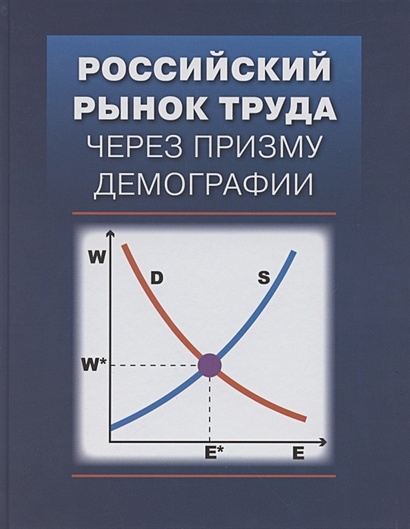 РОССИЙСКИЙ
РЫНОК ТРУДА
ЧЕРЕЗ ПРИЗМУ
ДЕМОГРАФИИ
W
D
S
W*
E*
E